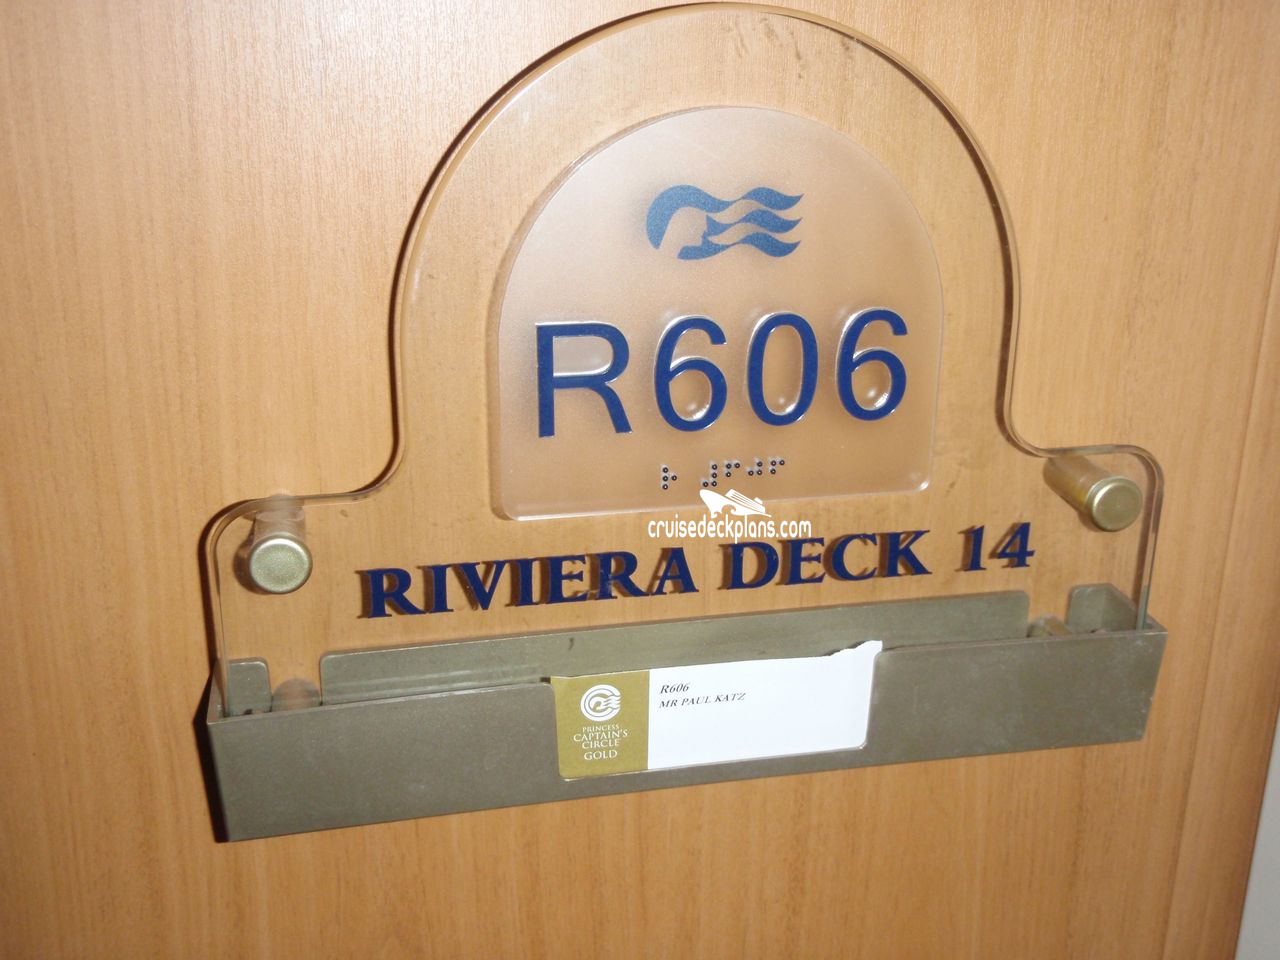 R606
cruisedeckplans.com
RIVIERA DECK 14
R606
MR PAUL KATZ
PRINCESS
CAPTAIN'S
CIRCLE
GOLD